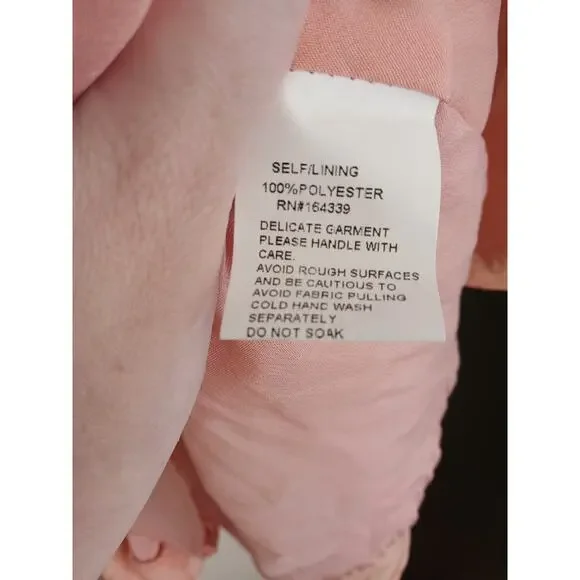 SELF/LINING
100%POLYESTER
RN#164339
DELICATE GARMENT
PLEASE HANDLE WITH
CARE.
AVOID ROUGH SURFACES
AND BE CAUTIOUS TO
AVOID FABRIC PULLING
COLD HAND WASH
SEPARATELY
DO NOT SOAK